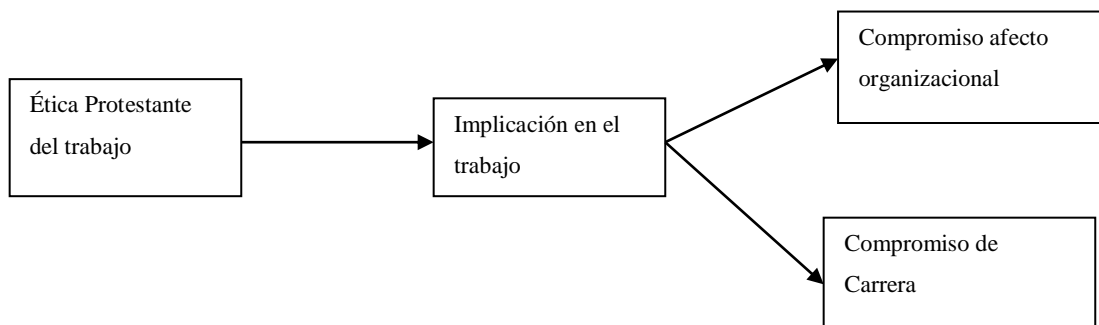 Ética Protestante
del trabajo
Implicación en el
trabajo
Compromiso afecto
organizacional
Compromiso de
Carrera